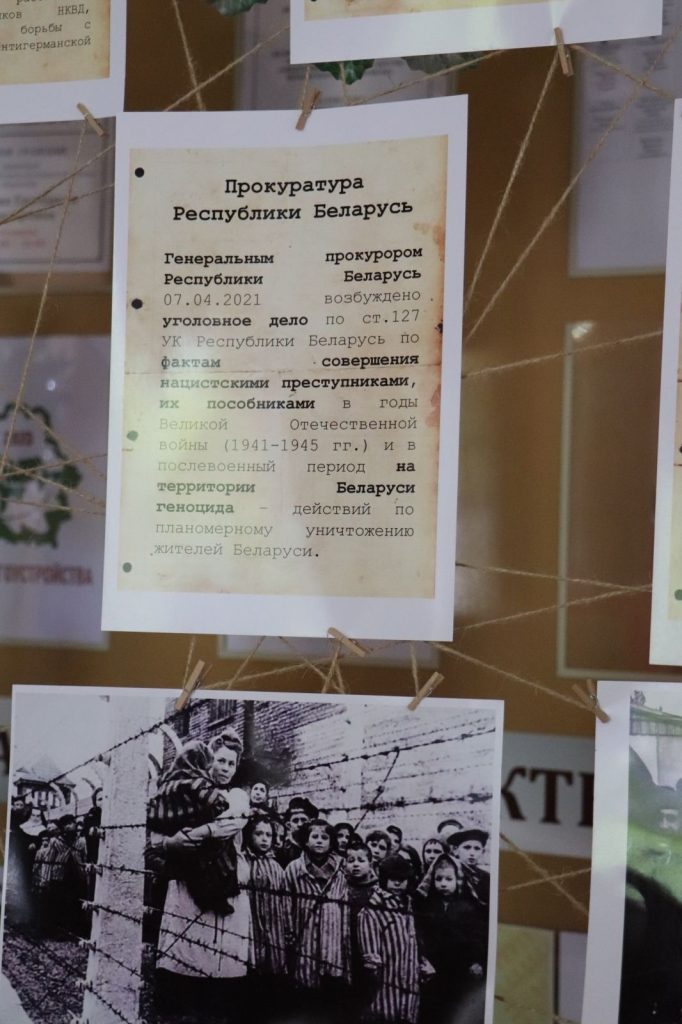 НКВД,
борьбы с
Прокуратура
Республики Беларусь
Генеральным прокурором
Республики Беларусь
07.04.2021 возбуждено
уголовное дело по ст.127
УК Республики Беларусь по
фактам совершения
нацистскими преступниками,
их пособниками в годы
Великой Отечественной
войны (1941-1945 гг.) и в
послевоенный период на
территории Беларуси
геноцида – действий по
планомерному уничтожению
жителей Беларуси.